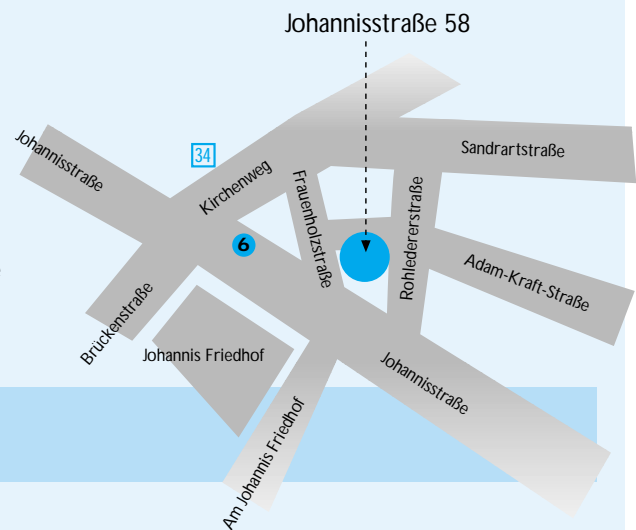 Johannisstraße 58
Johannisstraße
34
Kirchenweg
Sandrartstraße
Frauenholzstraße
Rohledererstraße
6
Adam-Kraft-Straße
Brückenstraße
Johannis Friedhof
Johannisstraße
Am Johannis Friedhof